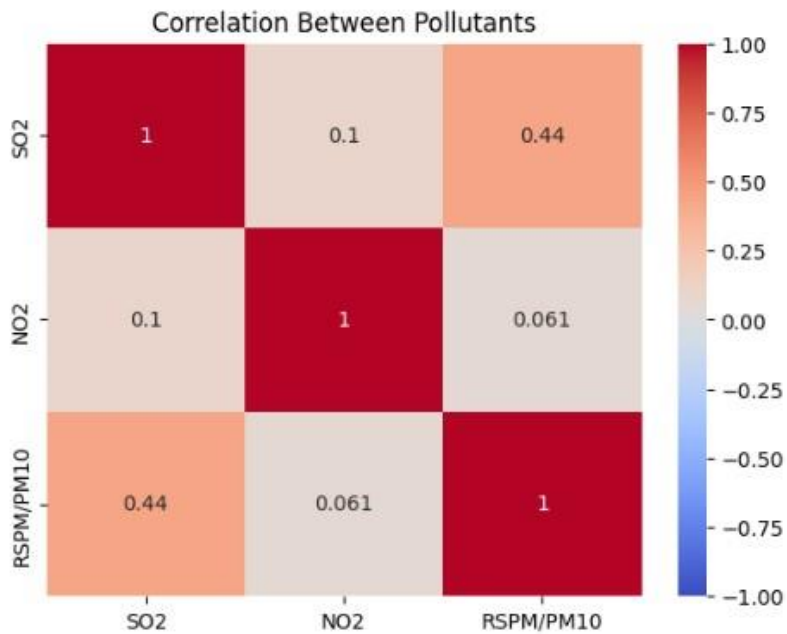 Correlation Between Pollutants
SO2
1
0.1
0.44
NO2
0.1
1
0.061
RSPM/PM10
0.44
0.061
1
SO2
NO2
RSPM/PM10
1.00
0.75
0.50
0.25
0.00
−0.25
−0.50
−0.75
−1.00